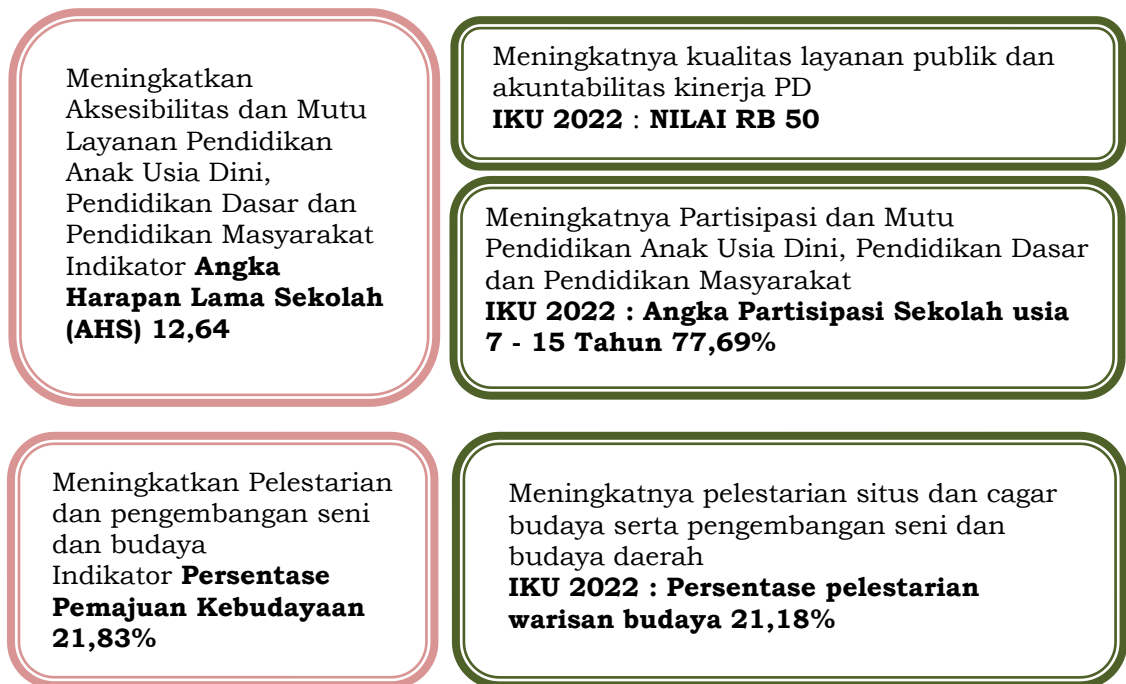 Meningkatkan
Aksesibilitas dan Mutu
Layanan Pendidikan
Anak Usia Dini,
Pendidikan Dasar dan
Pendidikan Masyarakat
Indikator Angka
Harapan Lama Sekolah
(AHS) 12,64
Meningkatnya kualitas layanan publik dan
akuntabilitas kinerja PD
IKU 2022 : NILAI RB 50
Meningkatnya Partisipasi dan Mutu
Pendidikan Anak Usia Dini, Pendidikan Dasar
dan Pendidikan Masyarakat
IKU 2022 : Angka Partisipasi Sekolah usia
7 - 15 Tahun 77,69%
Meningkatkan Pelestarian
dan pengembangan seni
dan budaya
Indikator Persentase
Pemajuan Kebudayaan
21,83%
Meningkatnya pelestarian situs dan cagar
budaya serta pengembangan seni dan
budaya daerah
IKU 2022 : Persentase pelestarian
warisan budaya 21,18%